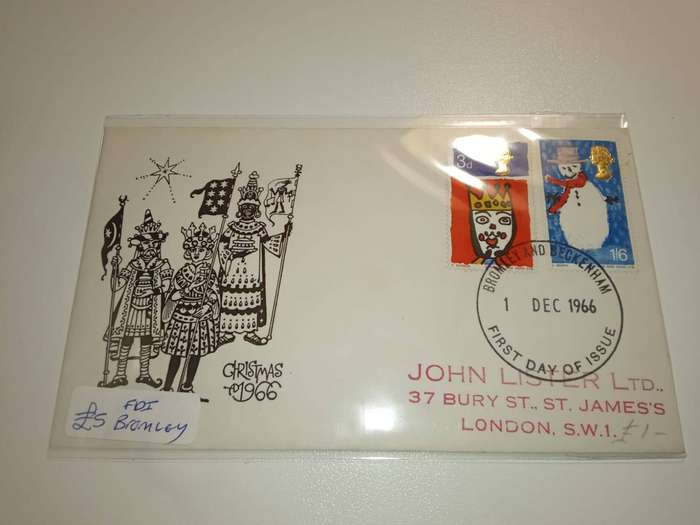 3d
1/6
BROMLEY AND BECKENHAM
1 DEC 1966
FIRST DAY OF ISSUE
CHRISTMAS
1966
JOHN LISTER LTD.,
37 BURY ST., ST. JAMES'S
LONDON, S.W.1.
£1-
FDI
£5 Bromley